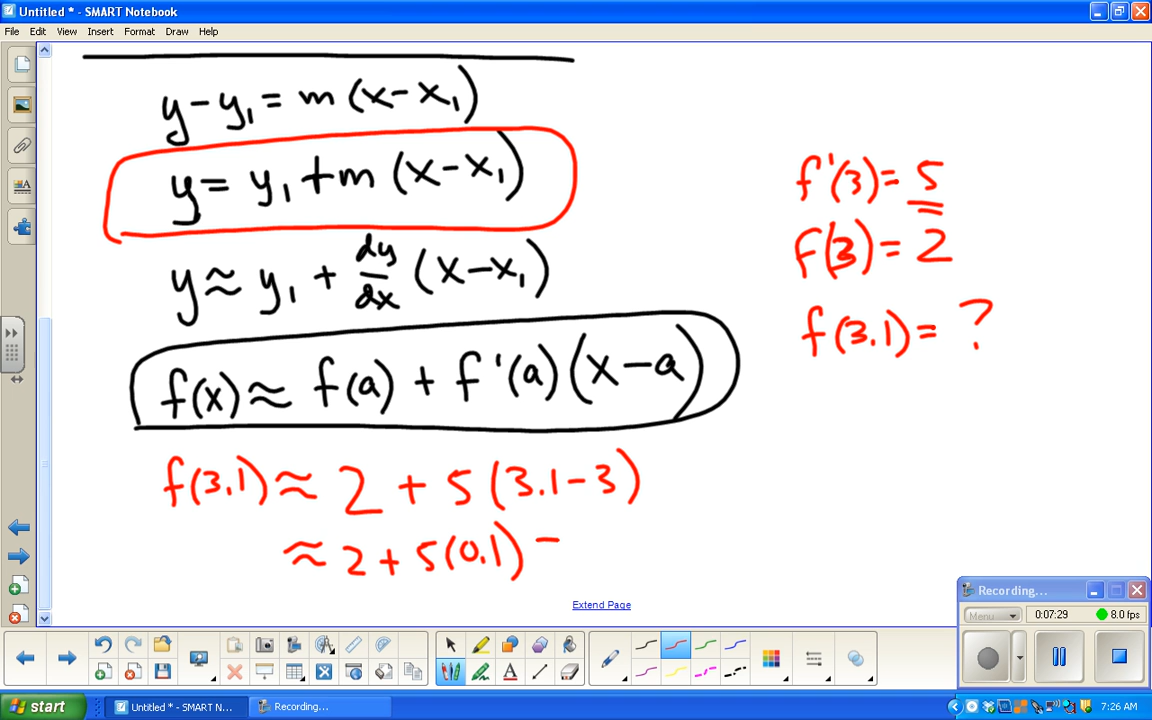 Untitled * - SMART Notebook
File Edit View Insert Format Draw Help
y - y₁ = m (x - x₁)
y = y₁ + m (x - x₁)
y ≈ y₁ + dy/dx (x - x₁)
f(x) ≈ f(a) + f'(a) (x - a)
f(3.1) ≈ 2 + 5 (3.1 - 3)
≈ 2 + 5(0.1) -
f'(3) = 5
f(3) = 2
f(3.1) = ?
Extend Page
Recording...
Menu
0:07:29
8.0 fps
start
Untitled * - SMART N...
Recording...
7:26 AM